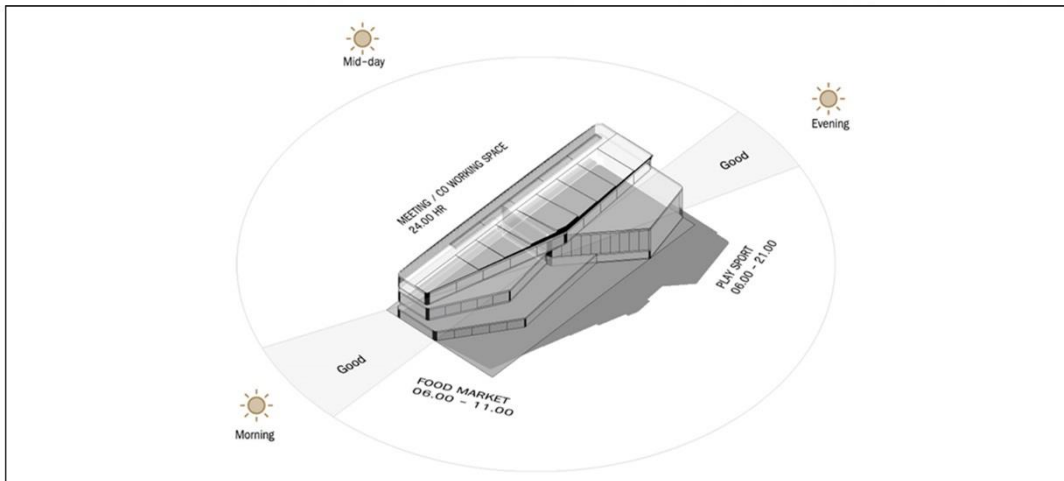 Mid-day
Evening
Good
MEETING / CO WORKING SPACE
24.00 HR
PLAY SPORT
06.00 - 21.00
Good
FOOD MARKET
06.00 - 11.00
Morning